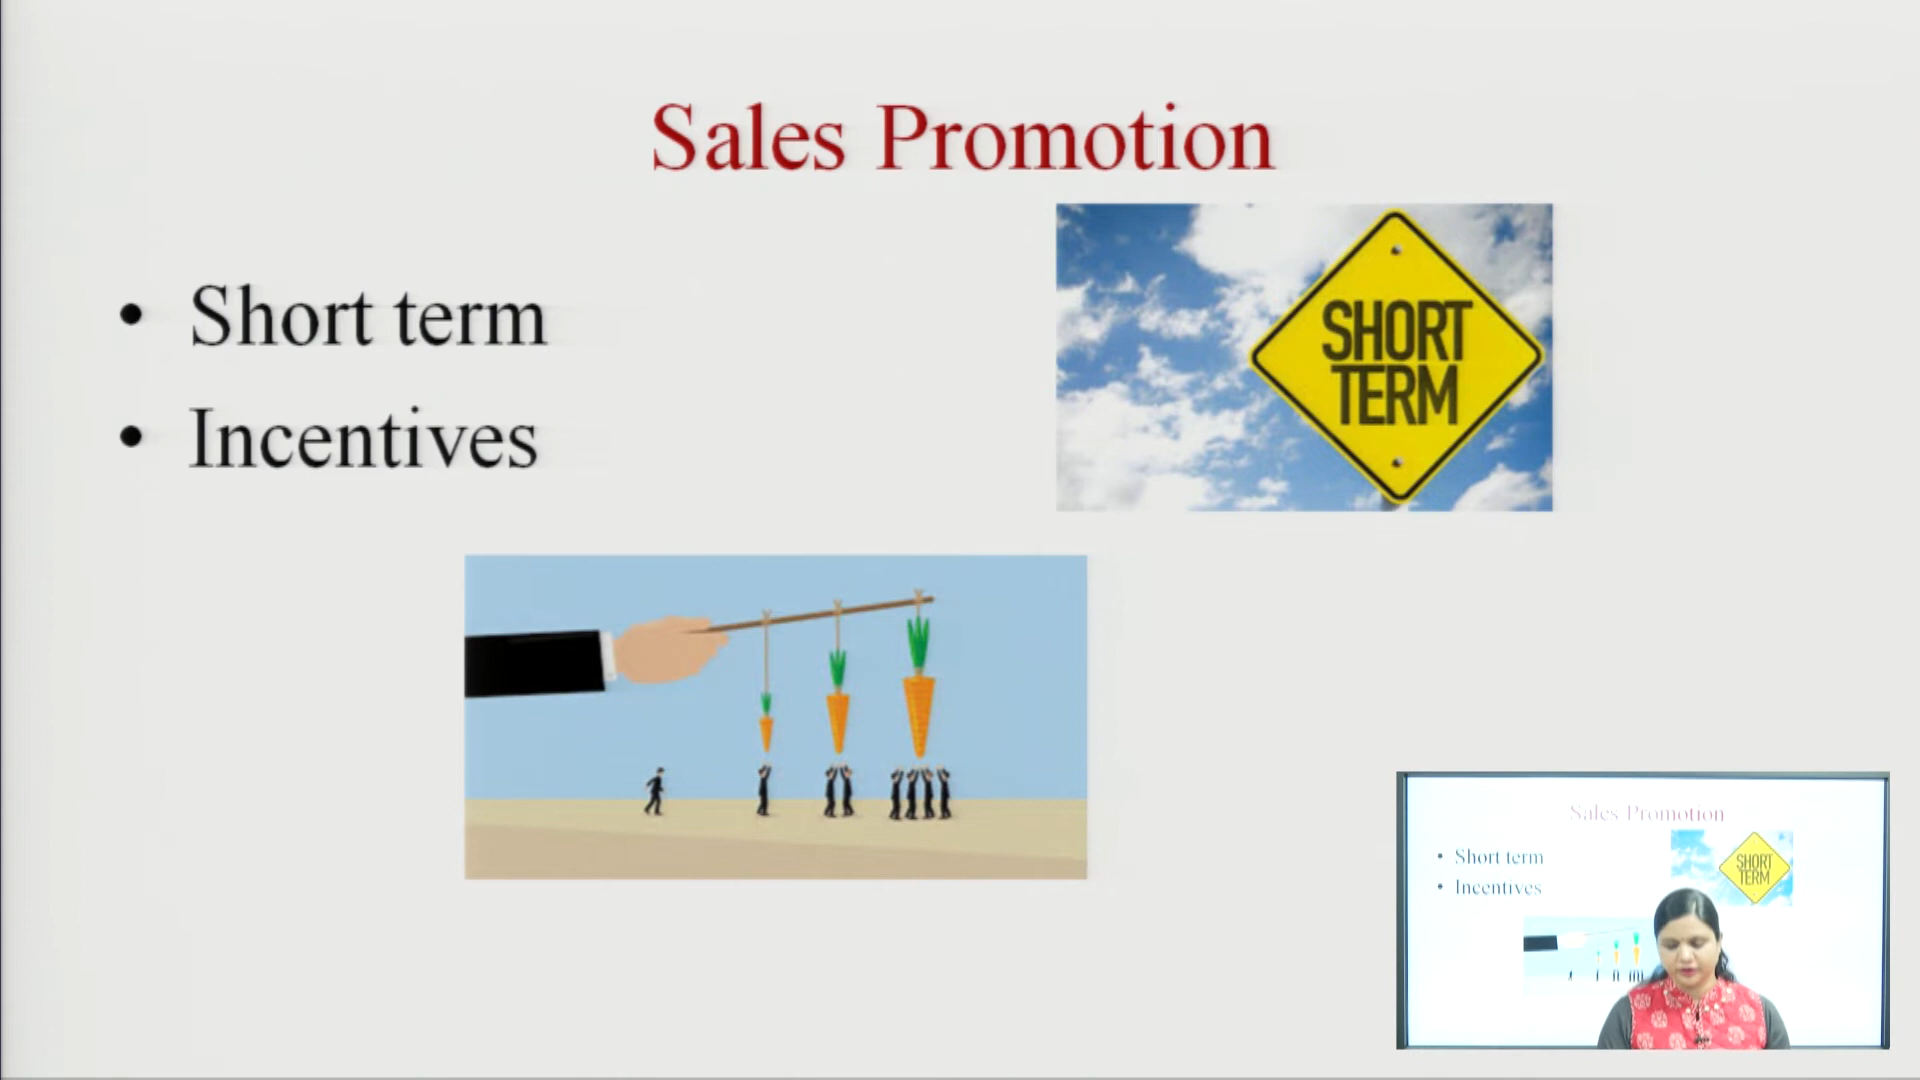 Sales Promotion
• Short term
• Incentives
SHORT
TERM
Sales Promotion
• Short term
• Incentives
SHORT
TERM